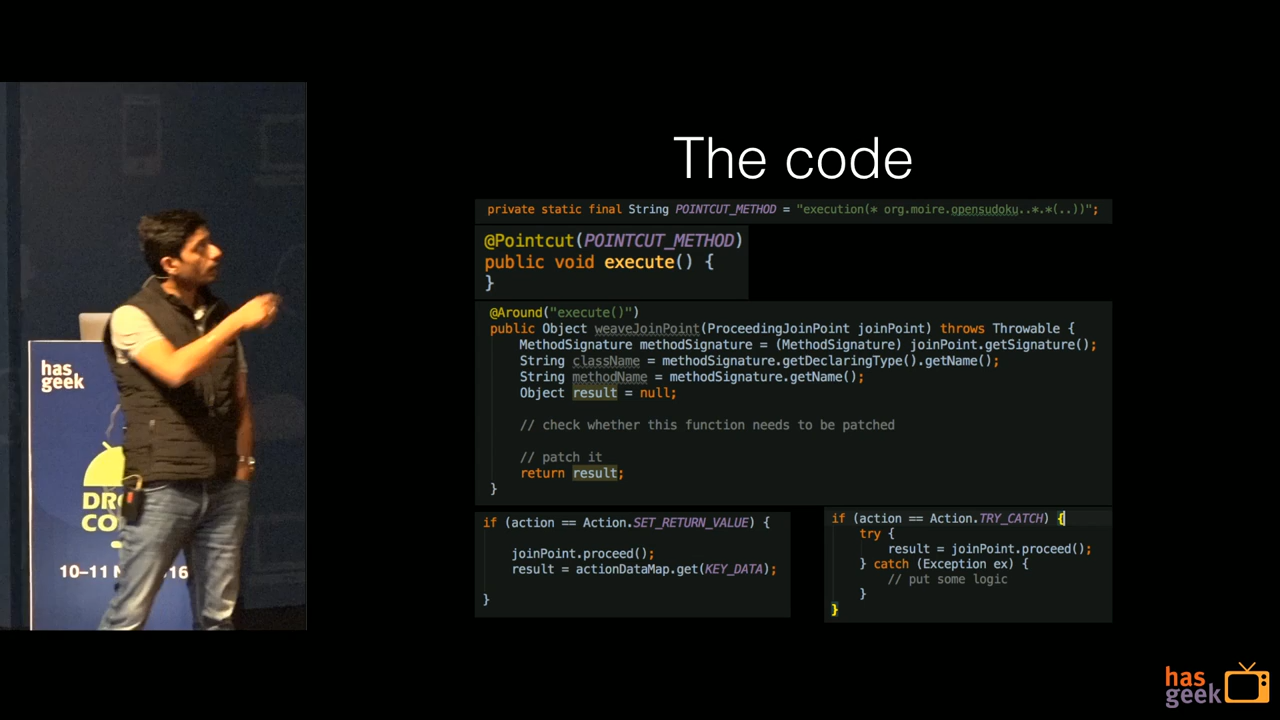 The code
private static final String POINTCUT_METHOD = "execution(* org.moire.opensudoku..*.*(..))";
@Pointcut(POINTCUT_METHOD)
public void execute() {
}
@Around("execute()")
public Object weaveJoinPoint(ProceedingJoinPoint joinPoint) throws Throwable {
MethodSignature methodSignature = (MethodSignature) joinPoint.getSignature();
String className = methodSignature.getDeclaringType().getName();
String methodName = methodSignature.getName();
Object result = null;
// check whether this function needs to be patched
// patch it
return result;
}
if (action == Action.SET_RETURN_VALUE) {
joinPoint.proceed();
result = actionDataMap.get(KEY_DATA);
}
if (action == Action.TRY_CATCH) {
try {
result = joinPoint.proceed();
} catch (Exception ex) {
// put some logic
}
}
has
geek
DR
CO
10-11 N 16
has
geek